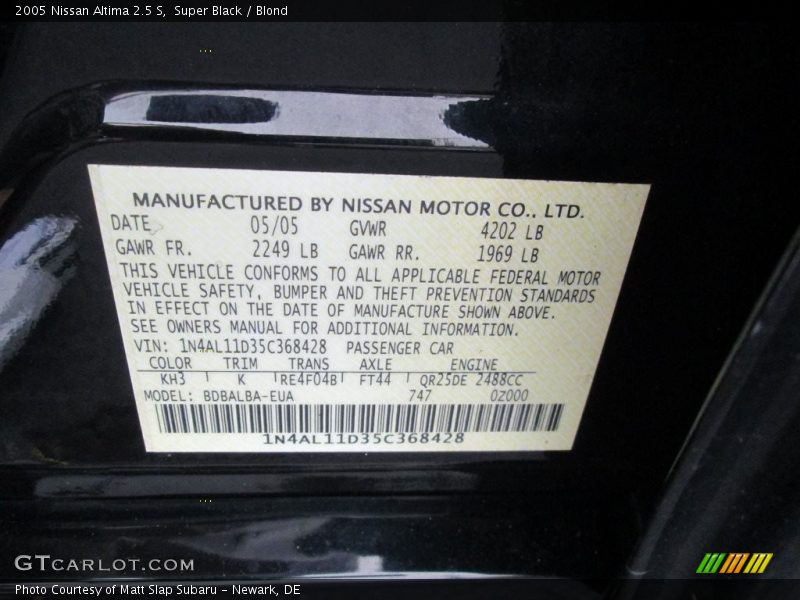 2005 Nissan Altima 2.5 S,  Super Black / Blond
MANUFACTURED BY NISSAN MOTOR CO., LTD.
DATE 05/05 GVWR 4202 LB
GAWR FR. 2249 LB GAWR RR. 1969 LB
THIS VEHICLE CONFORMS TO ALL APPLICABLE FEDERAL MOTOR
VEHICLE SAFETY, BUMPER AND THEFT PREVENTION STANDARDS
IN EFFECT ON THE DATE OF MANUFACTURE SHOWN ABOVE.
SEE OWNERS MANUAL FOR ADDITIONAL INFORMATION.
VIN: 1N4AL11D35C368428 PASSENGER CAR
COLOR TRIM TRANS AXLE ENGINE
KH3 K RE4F04B FT44 QR25DE 2488CC
MODEL: BDBALBA-EUA 747 0Z000
1N4AL11D35C368428
GTCARLOT.COM
Photo Courtesy of Matt Slap Subaru - Newark, DE